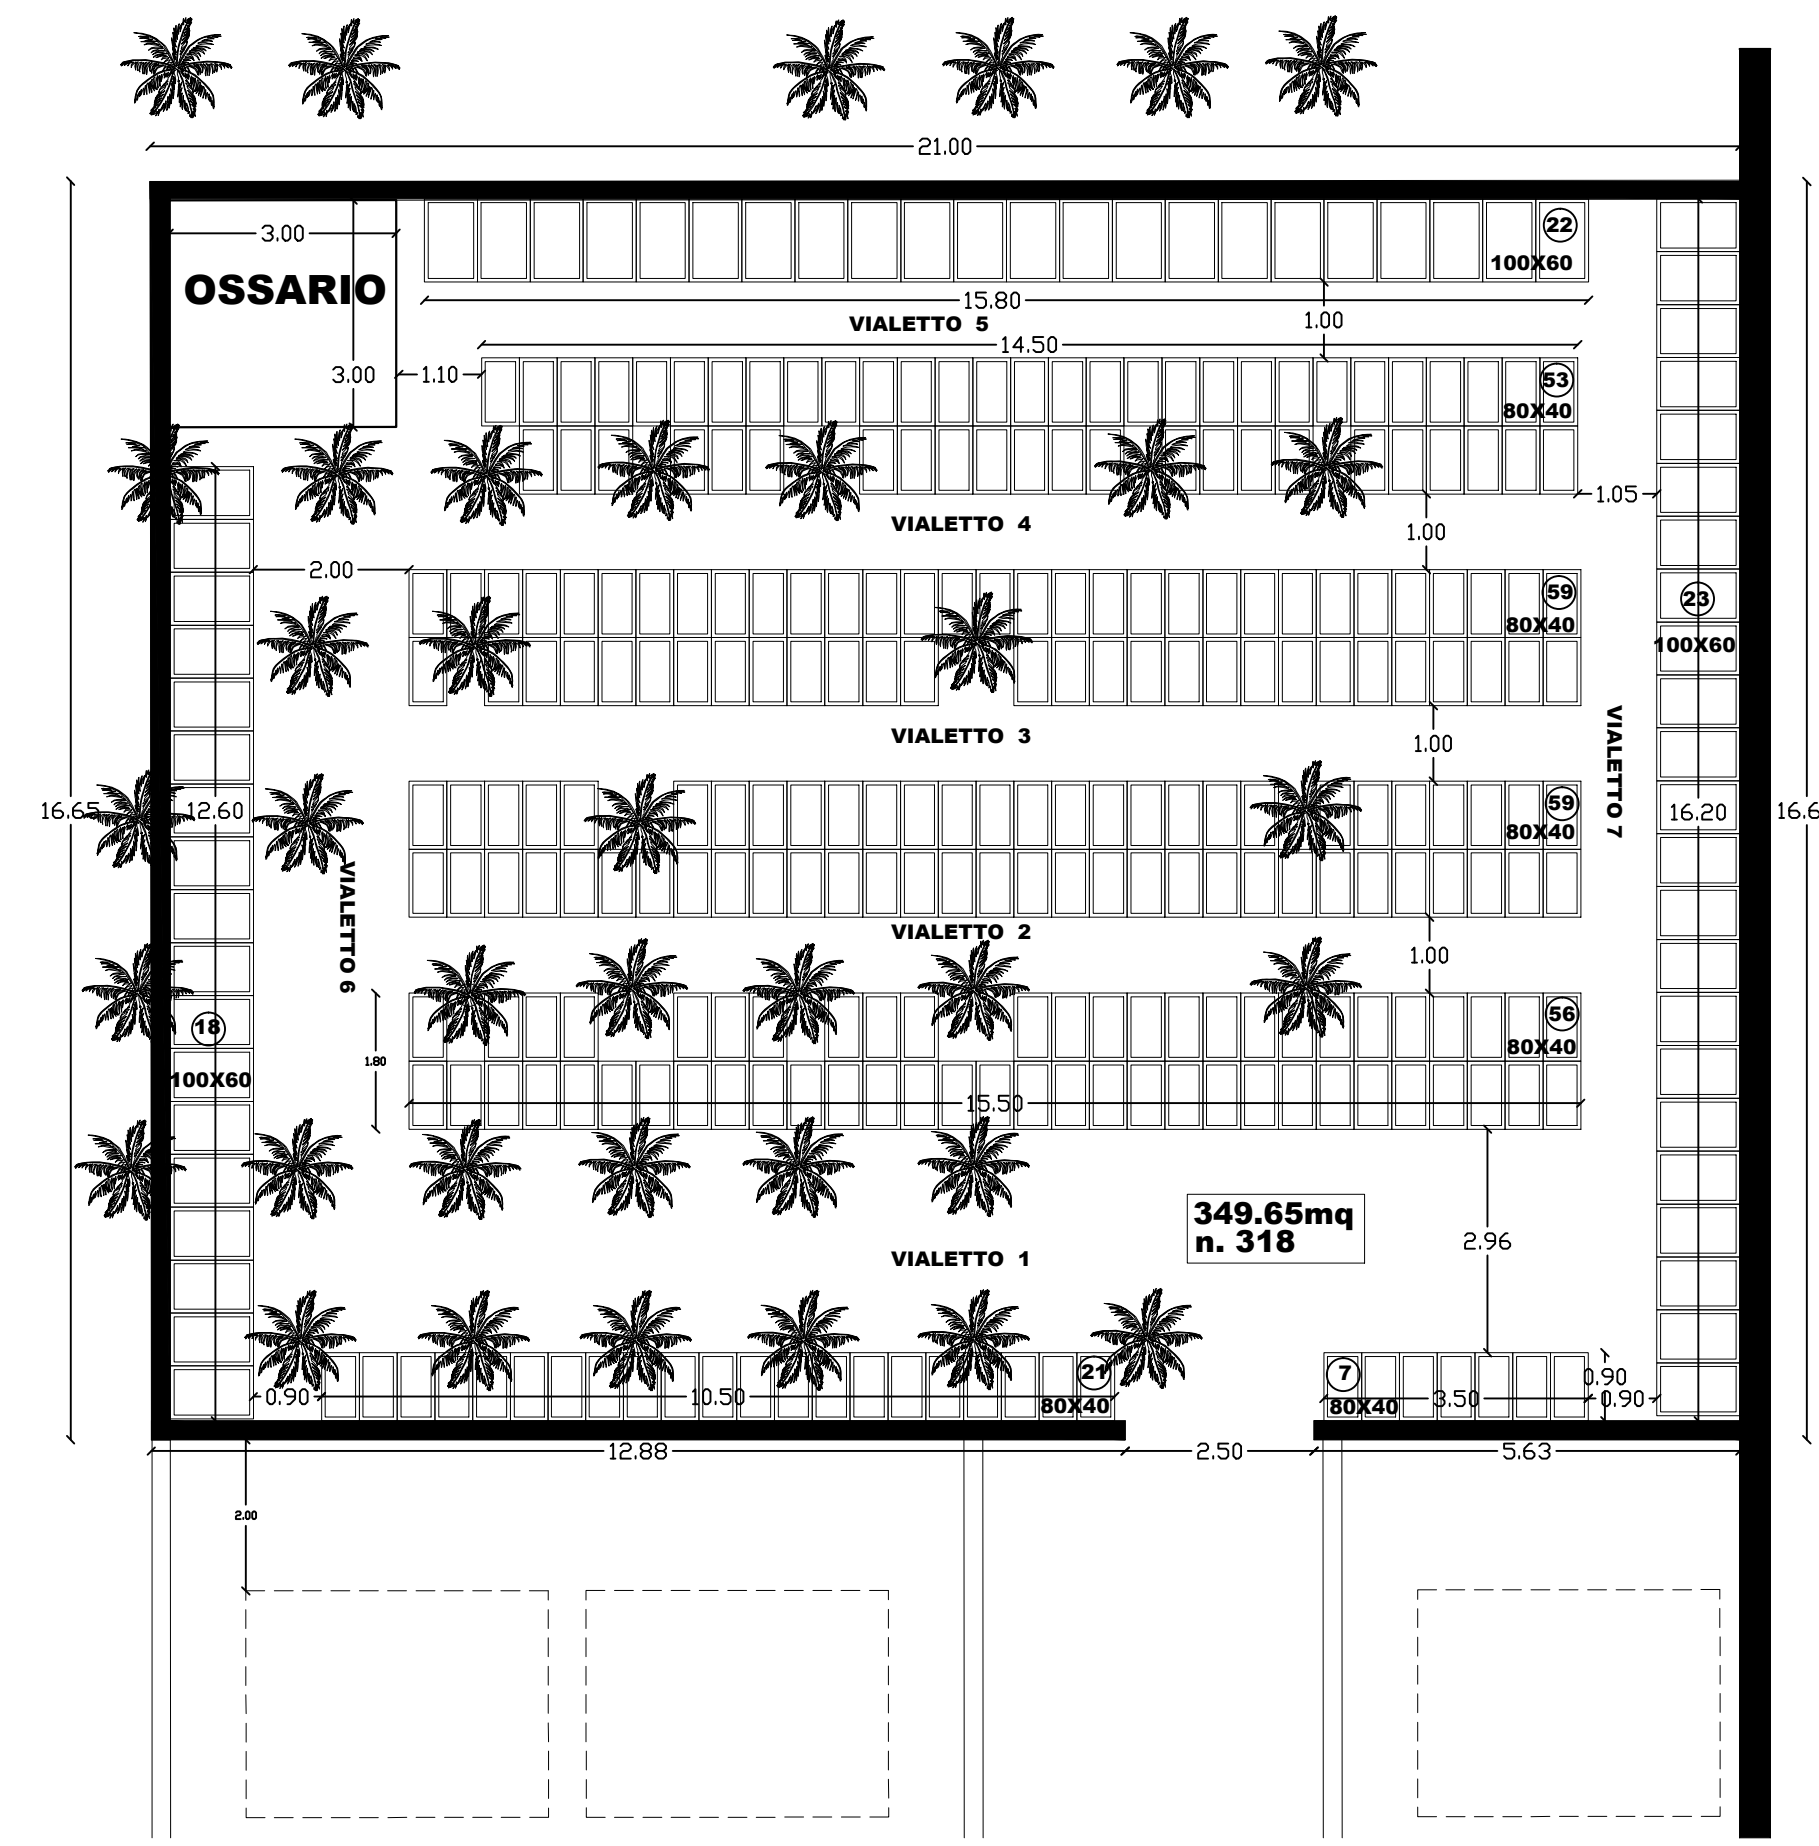 21.00
3.00
22
100X60
OSSARIO
15.80
VIALETTO 5
1.00
14.50
3.00
1.10
53
80X40
1.05
VIALETTO 4
1.00
2.00
59
80X40
23
100X60
VIALETTO 3
1.00
VIALETTO 7
16.65
12.60
59
80X40
16.20
16.6
VIALETTO 6
VIALETTO 2
1.00
18
100X60
56
80X40
1.80
15.50
349.65mq
n. 318
2.96
VIALETTO 1
21
80X40
0.90
10.50
7
80X40
3.50
0.90
0.90
12.88
2.50
5.63
2.00